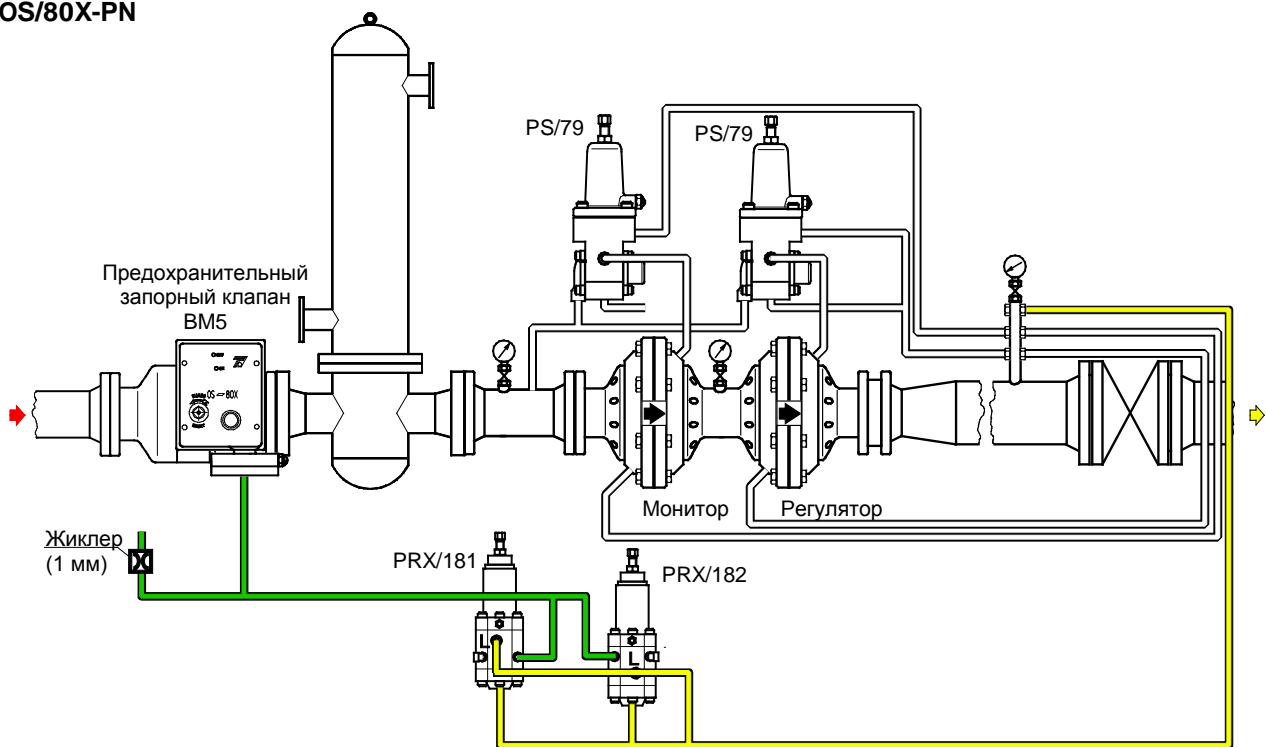 OS/80X-PN
PS/79
PS/79
Предохранительный
запорный клапан
BM5
OS
80X
Монитор
Регулятор
Жиклер
(1 мм)
PRX/181
PRX/182
L
L